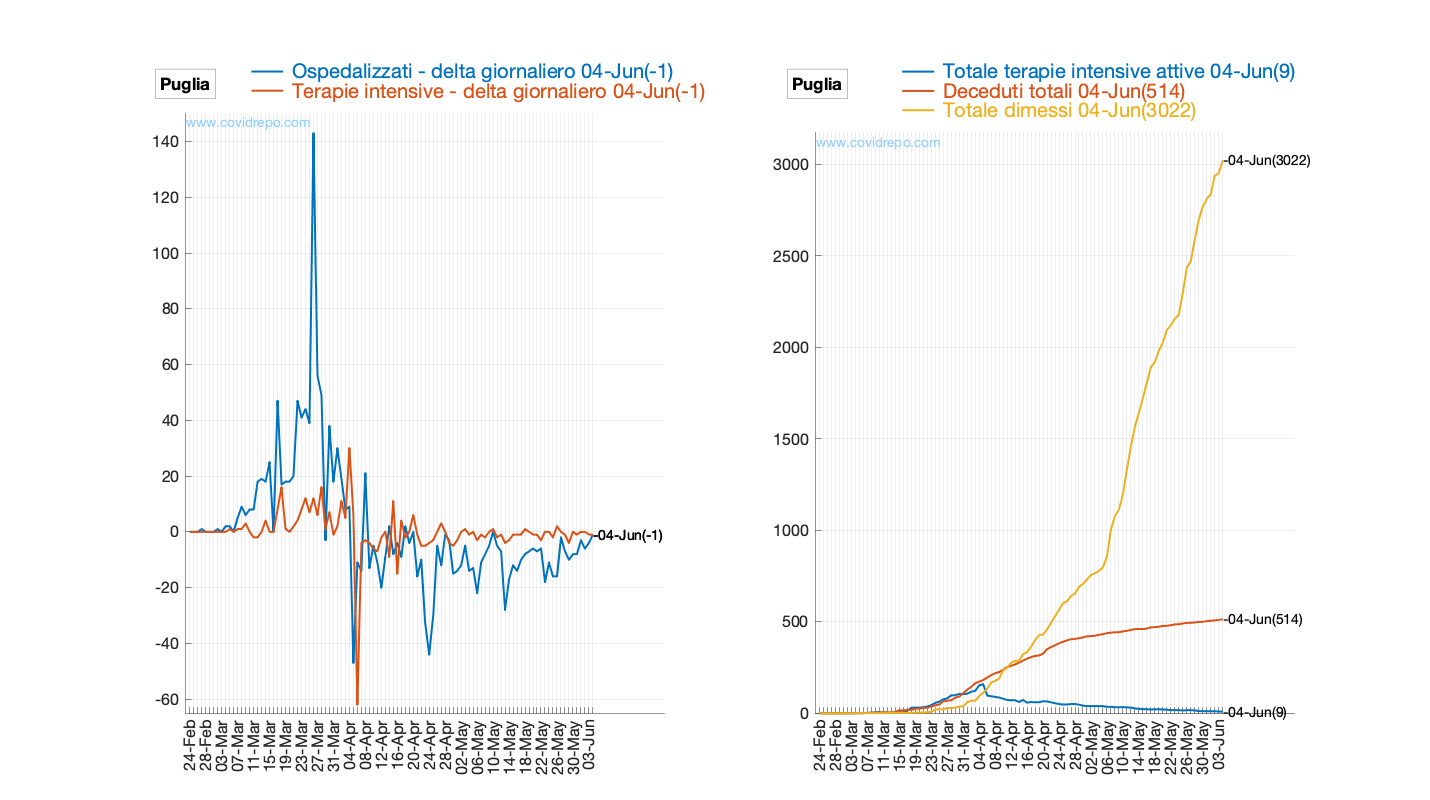 Puglia
Ospedalizzati - delta giornaliero 04-Jun(-1)
Terapie intensive - delta giornaliero 04-Jun(-1)
www.covidrepo.com
140
120
100
80
60
40
20
0
-20
-40
-60
-04-Jun(-1)
24-Feb
28-Feb
03-Mar
07-Mar
11-Mar
15-Mar
19-Mar
23-Mar
27-Mar
31-Mar
04-Apr
08-Apr
12-Apr
16-Apr
20-Apr
24-Apr
28-Apr
02-May
06-May
10-May
14-May
18-May
22-May
26-May
30-May
03-Jun
Puglia
Totale terapie intensive attive 04-Jun(9)
Deceduti totali 04-Jun(514)
Totale dimessi 04-Jun(3022)
www.covidrepo.com
3000
2500
2000
1500
1000
500
0
-04-Jun(3022)
-04-Jun(514)
-04-Jun(9)
24-Feb
28-Feb
03-Mar
07-Mar
11-Mar
15-Mar
19-Mar
23-Mar
27-Mar
31-Mar
04-Apr
08-Apr
12-Apr
16-Apr
20-Apr
24-Apr
28-Apr
02-May
06-May
10-May
14-May
18-May
22-May
26-May
30-May
03-Jun